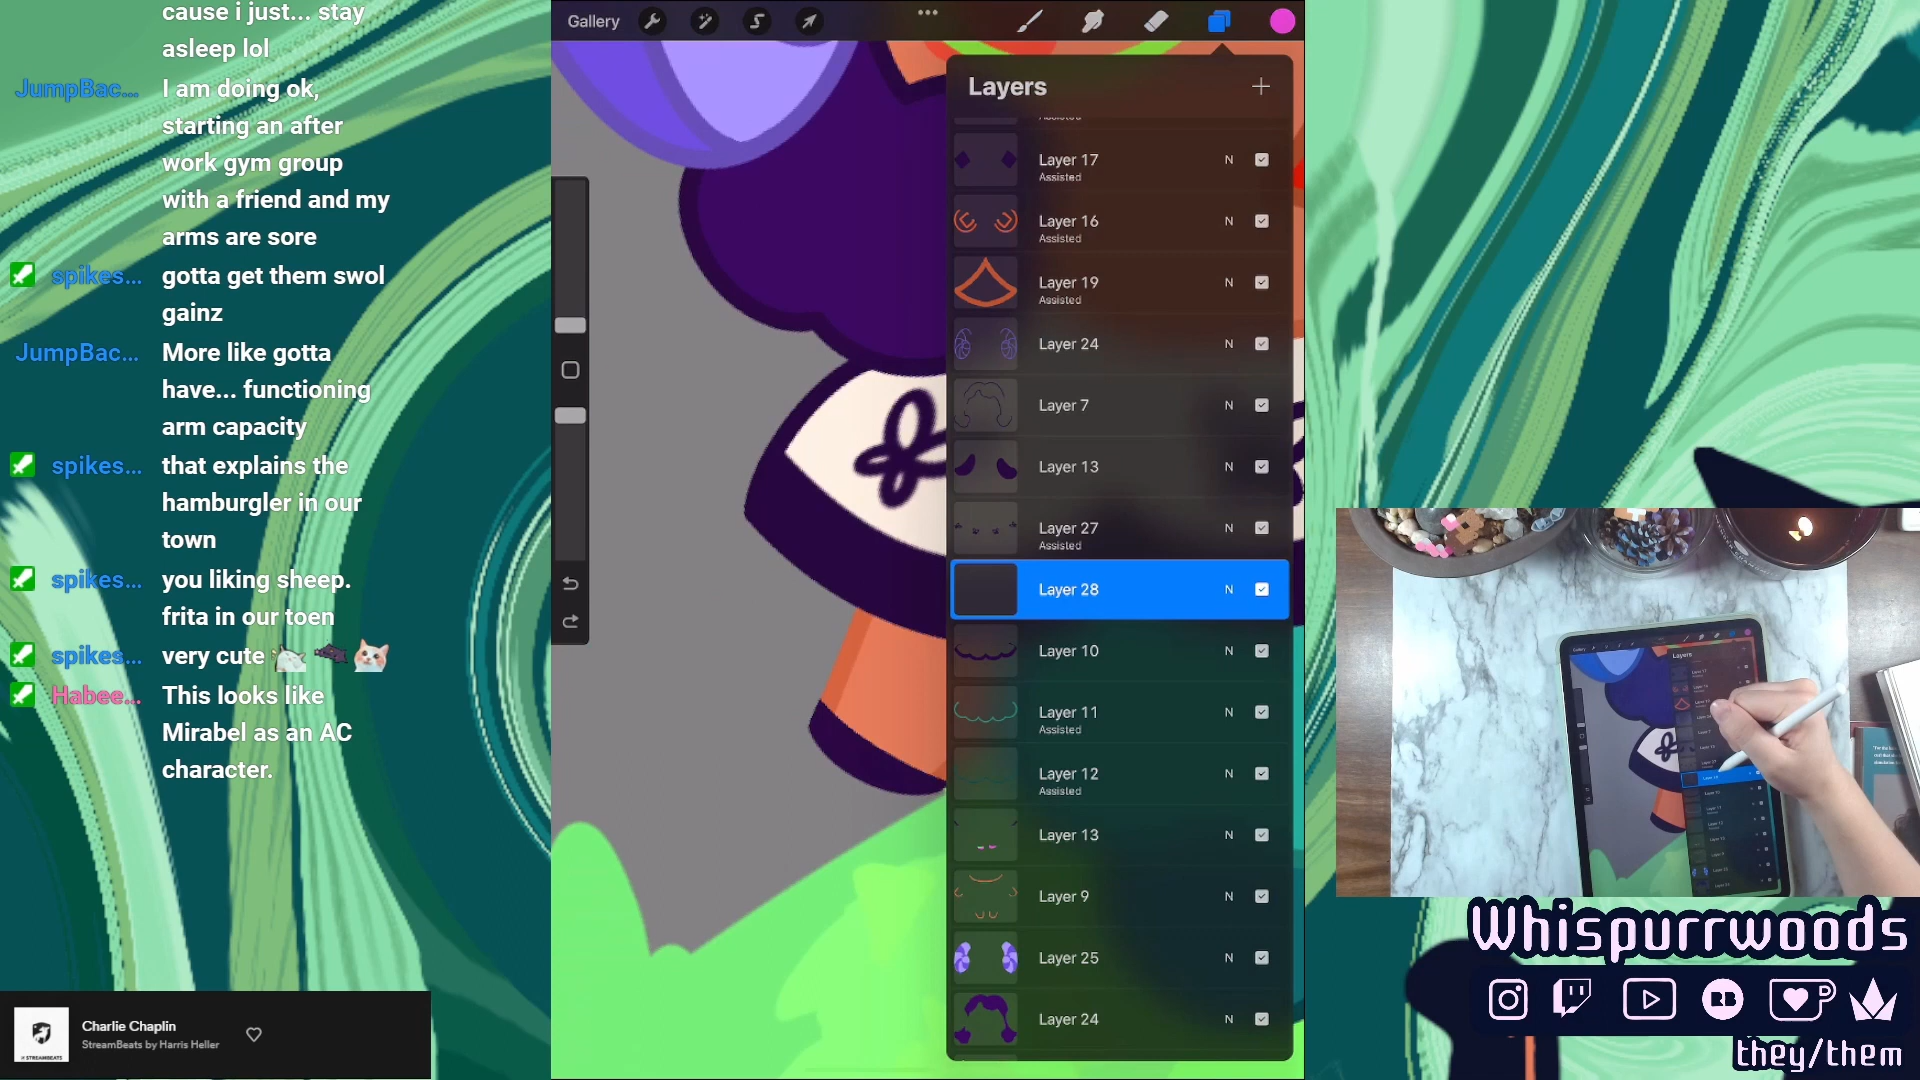 cause i just... stay
asleep lol
JumpBac... I am doing ok,
starting an after
work gym group
with a friend and my
arms are sore
spikes... gotta get them swol
gainz
JumpBac... More like gotta
have... functioning
arm capacity
spikes... that explains the
hamburgler in our
town
spikes... you liking sheep.
frita in our toen
spikes... very cute
Habee... This looks like
Mirabel as an AC
character.
Charlie Chaplin
StreamBeats by Harris Heller
STREAMBEATS
Gallery
Layers
Assisted
Layer 17 N
Assisted
Layer 16 N
Assisted
Layer 19 N
Assisted
Layer 24 N
Layer 7 N
Layer 13 N
Layer 27 N
Assisted
Layer 28 N
Layer 10 N
Layer 11 N
Assisted
Layer 12 N
Assisted
Layer 13 N
Layer 9 N
Layer 25 N
Layer 24 N
Whispurrwoods
RB
they/them